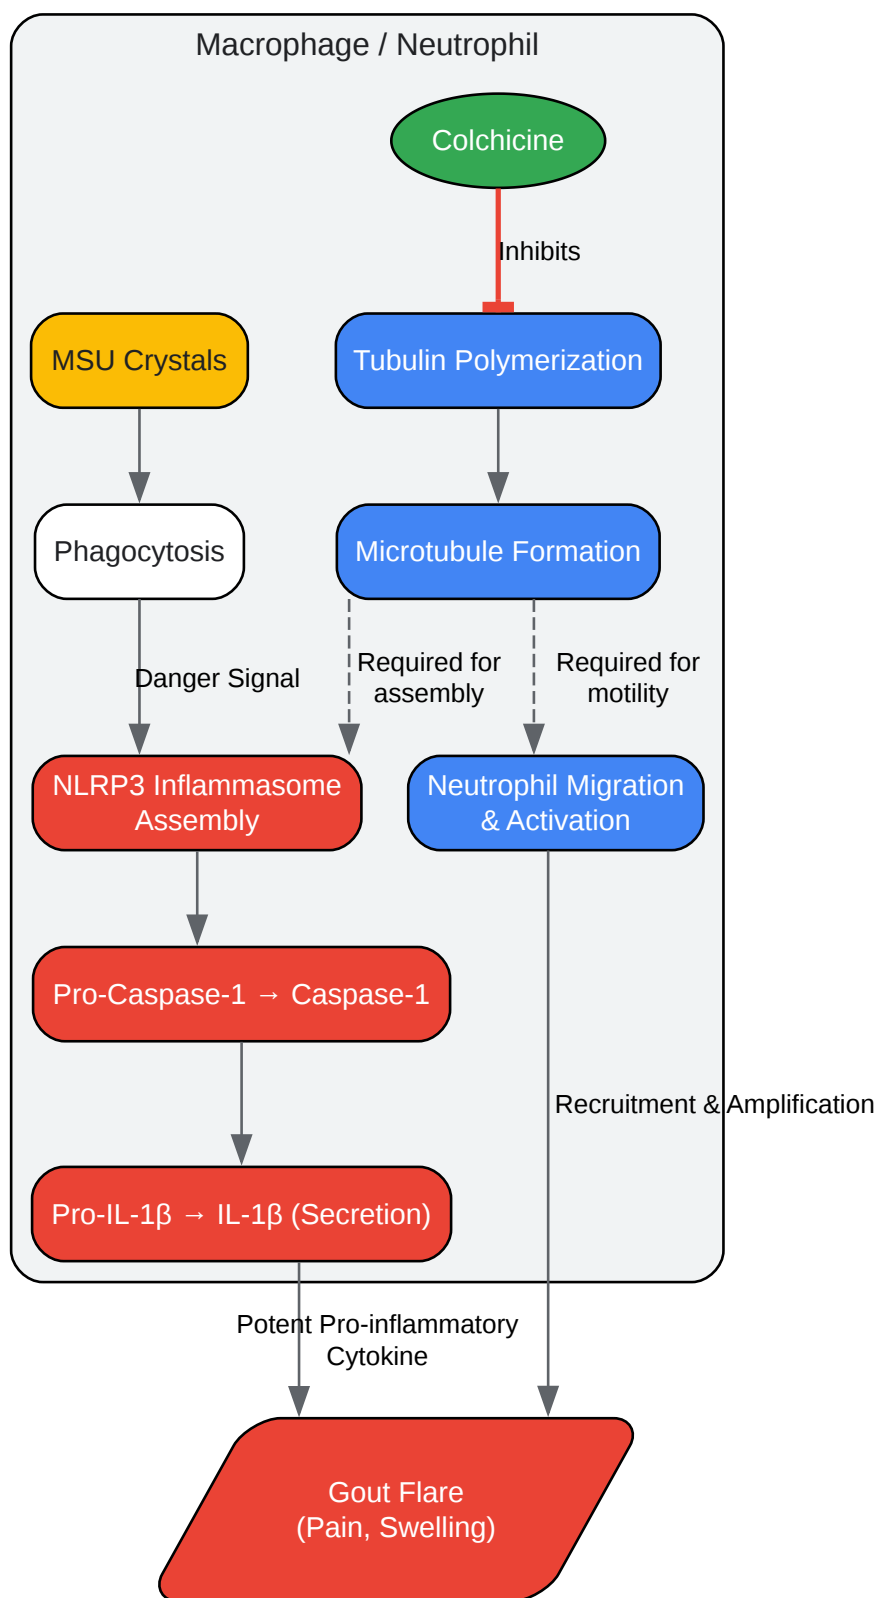 Macrophage / Neutrophil
Colchicine
Inhibits
MSU Crystals
Tubulin Polymerization
Phagocytosis
Microtubule Formation
Danger Signal
Required for
assembly
Required for
motility
NLRP3 Inflammasome
Assembly
Neutrophil Migration
& Activation
Pro-Caspase-1 → Caspase-1
Recruitment & Amplification
Pro-IL-1β → IL-1β (Secretion)
Potent Pro-inflammatory
Cytokine
Gout Flare
(Pain, Swelling)